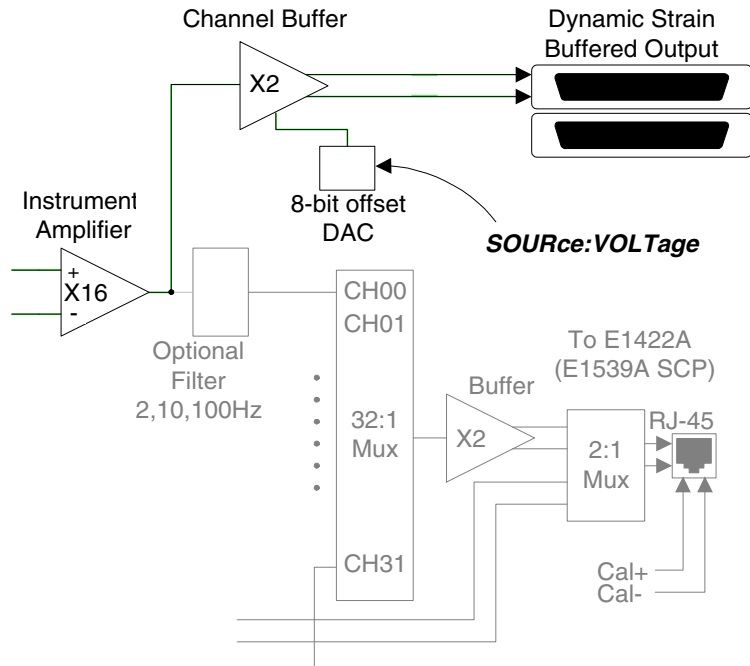 Channel Buffer
Dynamic Strain
Buffered Output
X2
8-bit offset
DAC
SOURce:VOLTage
Instrument
Amplifier
+
X16
-
Optional
Filter
2,10,100Hz
CH00
CH01
32:1
Mux
CH31
Buffer
X2
To E1422A
(E1539A SCP)
RJ-45
2:1
Mux
Cal+
Cal-